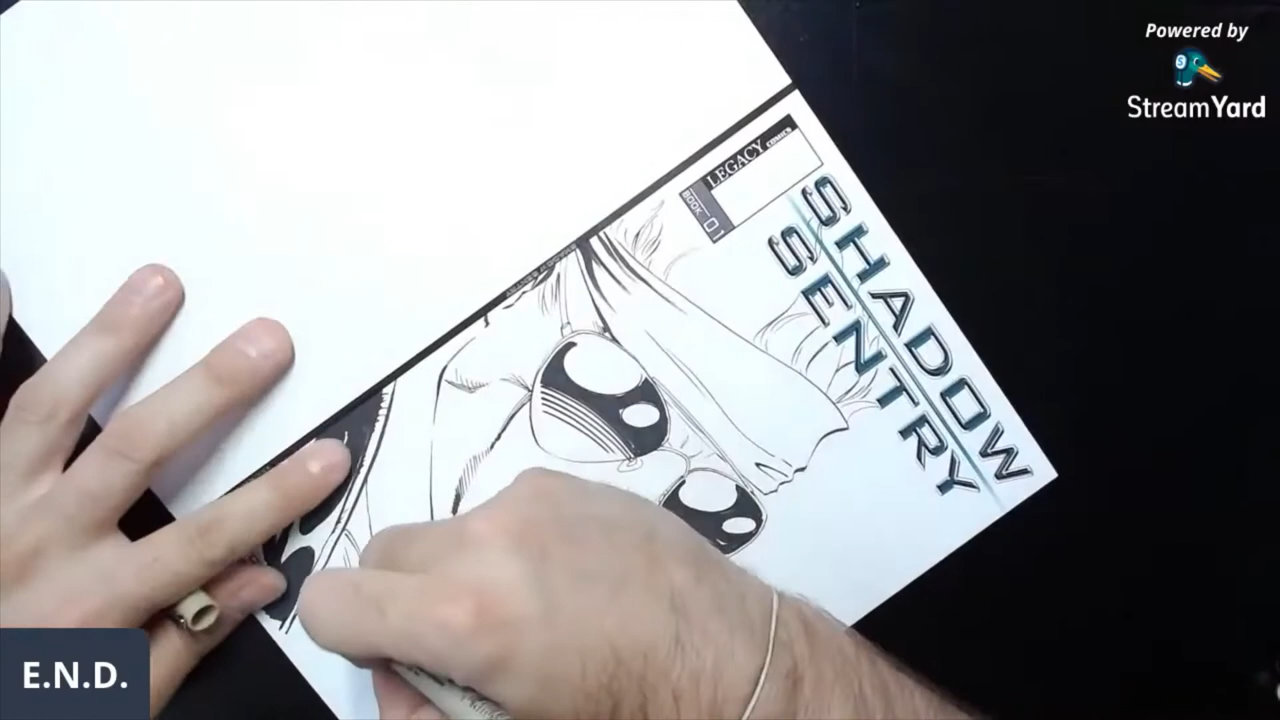 Powered by
StreamYard
LEGACY COMICS
BOOK 01
SHADOW
SENTRY
E.N.D.